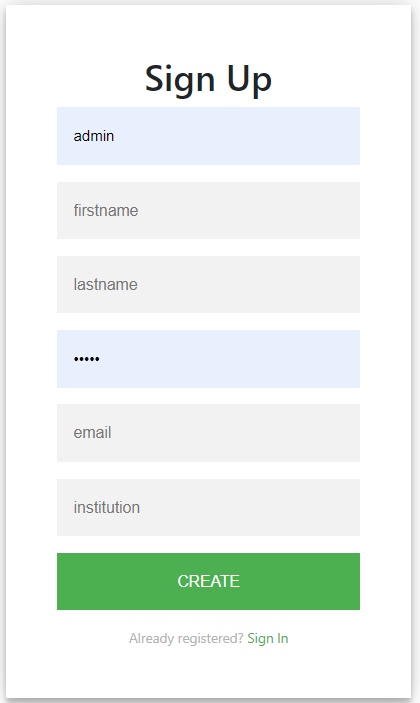 Sign Up
admin
firstname
lastname
•••••
email
institution
CREATE
Already registered? Sign In